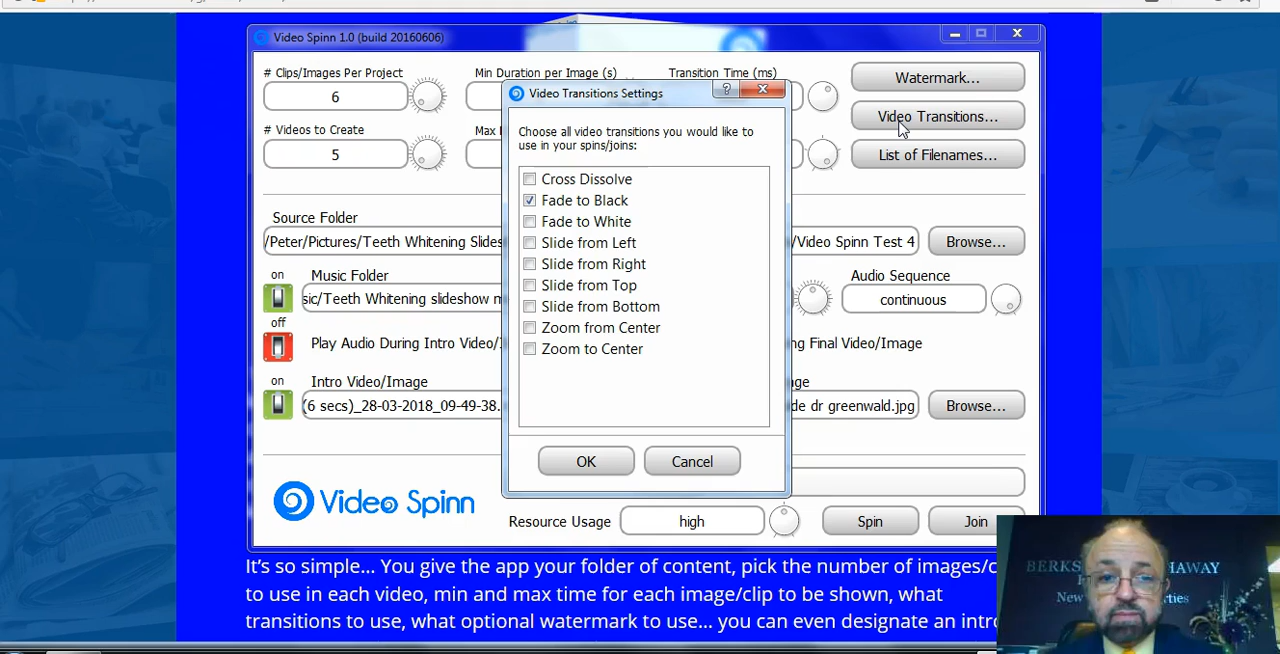 Video Spinn 1.0 (build 20160606)
# Clips/Images Per Project
Min Duration per Image (s)
Transition Time (ms)
6
Watermark...
Video Transitions Settings
Video Transitions...
# Videos to Create
Max
5
List of Filenames...
Choose all video transitions you would like to
use in your spins/joins:
Cross Dissolve
Fade to Black
Fade to White
Slide from Left
Slide from Right
Slide from Top
Slide from Bottom
Zoom from Center
Zoom to Center
OK
Cancel
Source Folder
/Peter/Pictures/Teeth Whitening Slides
/Video Spinn Test 4
Browse...
on
Music Folder
Audio Sequence
sic/Teeth Whitening slideshow m
continuous
off
Play Audio During Intro Video/I
ng Final Video/Image
on
Intro Video/Image
age
(6 secs)_28-03-2018_09-49-38.
de dr greenwald.jpg
Browse...
Video Spinn
Resource Usage
high
Spin
Join
It's so simple... You give the app your folder of content, pick the number of images/c
to use in each video, min and max time for each image/clip to be shown, what
transitions to use, what optional watermark to use... you can even designate an intro
BERKS
HAWAY
New
rties